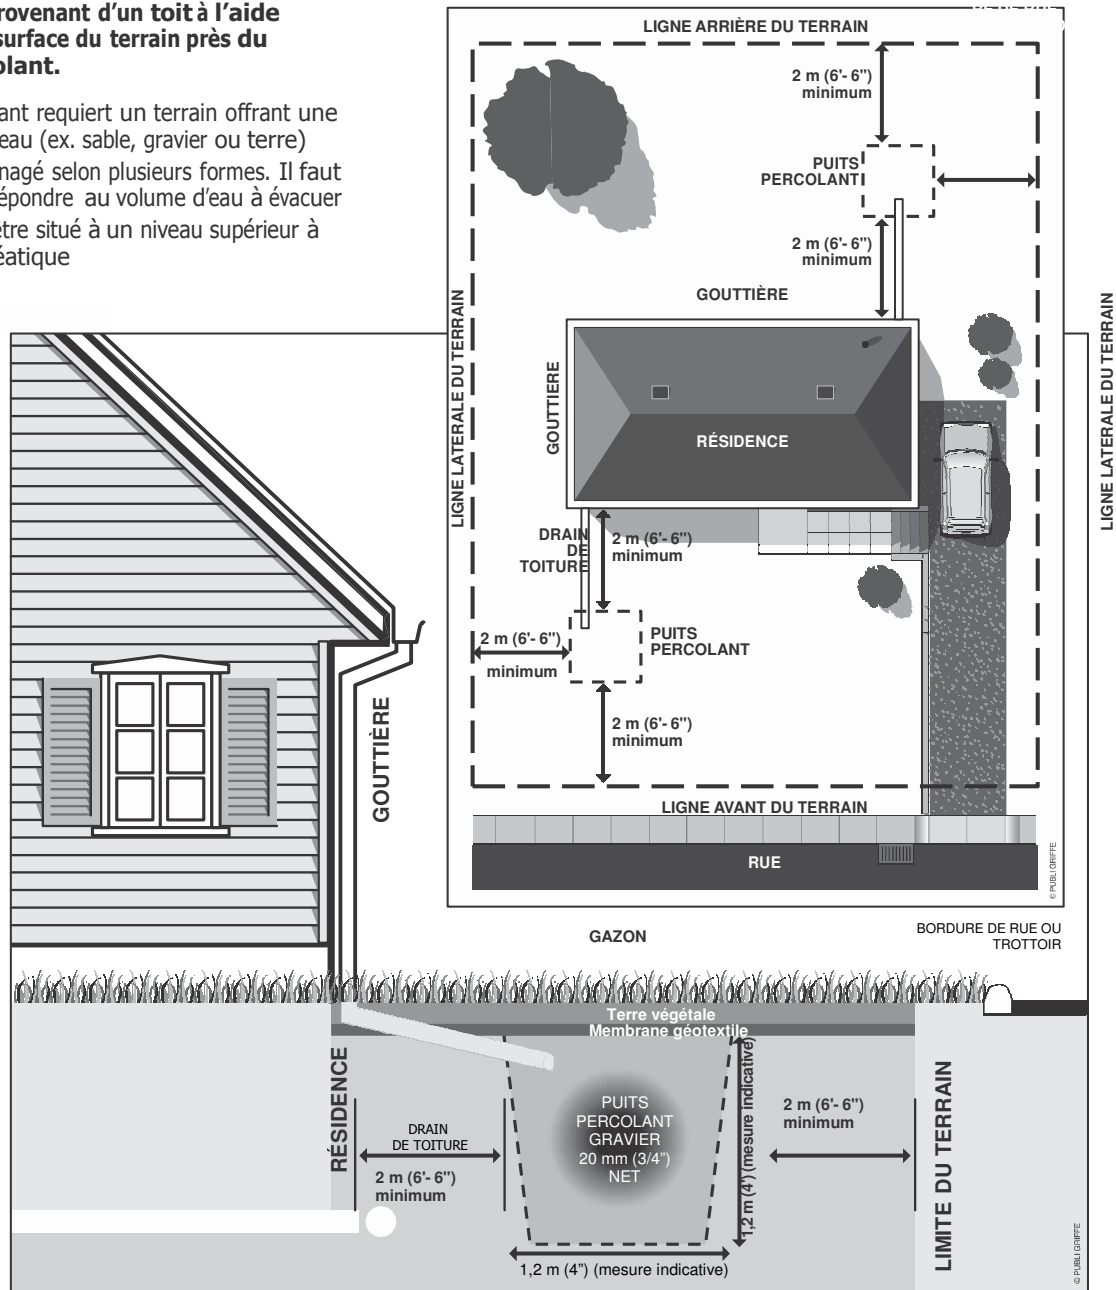 rovenant d'un toit à l'aide
surface du terrain près du
olant.
ant requiert un terrain offrant une
eau (ex. sable, gravier ou terre)
nagé selon plusieurs formes. Il faut
épondre au volume d'eau à évacuer
être situé à un niveau supérieur à
éatique
LIGNE ARRIÈRE DU TERRAIN
2 m (6'- 6")
minimum
PUITS
PERCOLANT
2 m (6'- 6")
minimum
GOUTTIÈRE
LIGNE LATERALE DU TERRAIN
GOUTTIERE
RÉSIDENCE
LIGNE LATERALE DU TERRAIN
DRAIN
DE
TOITURE
2 m (6'- 6")
minimum
2 m (6'- 6")
minimum
PUITS
PERCOLANT
2 m (6'- 6")
minimum
LIGNE AVANT DU TERRAIN
RUE
© PUBLI GRIFFE
GOUTTIÈRE
GAZON
BORDURE DE RUE OU
TROTTOIR
Terre végétale
Membrane géotextile
RÉSIDENCE
DRAIN
DE TOITURE
2 m (6'- 6")
minimum
PUITS
PERCOLANT
GRAVIER
20 mm (3/4")
NET
1,2 m (4') (mesure indicative)
2 m (6'- 6")
minimum
LIMITE DU TERRAIN
1,2 m (4") (mesure indicative)
© PUBLI GRIFFE